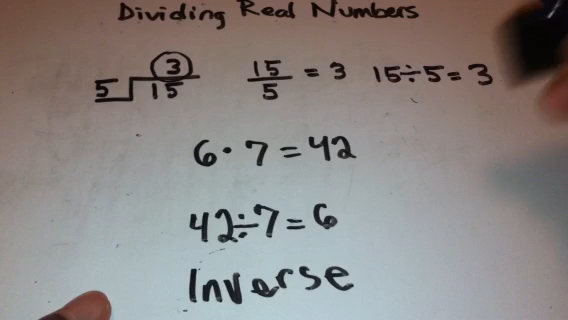 Dividing Real Numbers
3
5 15 15/5 = 3 15÷5=3
6·7=42
42÷7=6
Inverse